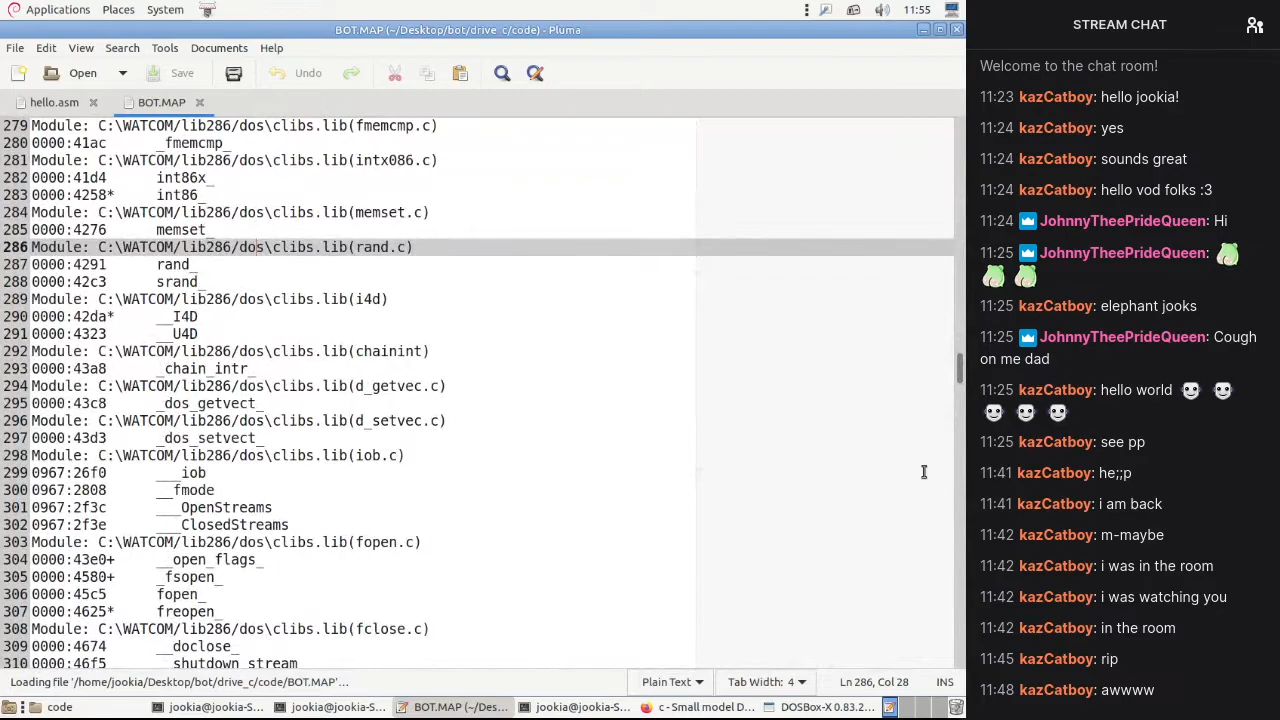 Applications Places System 11:55
BOT.MAP (~/Desktop/bot/drive_c/code) - Pluma
File Edit View Search Tools Documents Help
Open Save Undo
hello.asm BOT.MAP
279 Module: C:\WATCOM/lib286/dos\clibs.lib(fmemcmp.c)
280 0000:41ac _fmemcmp_
281 Module: C:\WATCOM/lib286/dos\clibs.lib(intx086.c)
282 0000:41d4 int86x_
283 0000:4258* int86_
284 Module: C:\WATCOM/lib286/dos\clibs.lib(memset.c)
285 0000:4276 memset_
286 Module: C:\WATCOM/lib286/dos\clibs.lib(rand.c)
287 0000:4291 rand_
288 0000:42c3 srand_
289 Module: C:\WATCOM/lib286/dos\clibs.lib(i4d)
290 0000:42da* __I4D
291 0000:4323 __U4D
292 Module: C:\WATCOM/lib286/dos\clibs.lib(chainint)
293 0000:43a8 _chain_intr_
294 Module: C:\WATCOM/lib286/dos\clibs.lib(d_getvec.c)
295 0000:43c8 _dos_getvect_
296 Module: C:\WATCOM/lib286/dos\clibs.lib(d_setvec.c)
297 0000:43d3 _dos_setvect_
298 Module: C:\WATCOM/lib286/dos\clibs.lib(iob.c)
299 0967:26f0 ___iob
300 0967:2808 __fmode
301 0967:2f3c ___OpenStreams
302 0967:2f3e ___ClosedStreams
303 Module: C:\WATCOM/lib286/dos\clibs.lib(fopen.c)
304 0000:43e0+ __open_flags_
305 0000:4580+ _fsopen_
306 0000:45c5 fopen_
307 0000:4625* freopen_
308 Module: C:\WATCOM/lib286/dos\clibs.lib(fclose.c)
309 0000:4674 __doclose_
310 0000:46f5 __shutdown_stream_
Loading file '/home/jookia/Desktop/bot/drive_c/code/BOT.MAP'… Plain Text Tab Width: 4 Ln 286, Col 28 INS
code jookia@jookia-S... jookia@jookia-S... BOT.MAP (~/Des... jookia@jookia-S... c - Small model D... DOSBox-X 0.83.2...
STREAM CHAT
Welcome to the chat room!
11:23 kazCatboy: hello jookia!
11:24 kazCatboy: yes
11:24 kazCatboy: sounds great
11:24 kazCatboy: hello vod folks :3
11:24 JohnnyTheePrideQueen: Hi
11:25 JohnnyTheePrideQueen:
11:25 kazCatboy: elephant jooks
11:25 JohnnyTheePrideQueen: Cough
on me dad
11:25 kazCatboy: hello world
11:25 kazCatboy: see pp
11:41 kazCatboy: he;;p
11:41 kazCatboy: i am back
11:42 kazCatboy: m-maybe
11:42 kazCatboy: i was in the room
11:42 kazCatboy: i was watching you
11:42 kazCatboy: in the room
11:45 kazCatboy: rip
11:48 kazCatboy: awwww